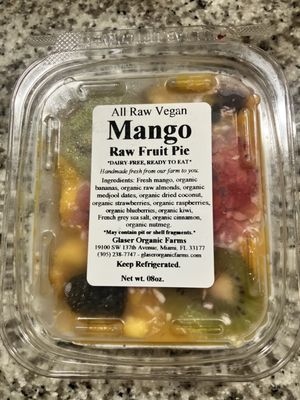 All Raw Vegan
Mango
Raw Fruit Pie
*DAIRY-FREE, READY TO EAT*
Handmade fresh from our farm to you.
Ingredients: Fresh mango, organic
bananas, organic raw almonds, organic
medjool dates, organic dried coconut,
organic strawberries, organic raspberries,
organic blueberries, organic kiwi,
French grey sea salt, organic cinnamon,
organic nutmeg.
*May contain pit or shell fragments.*
Glaser Organic Farms
19100 SW 137th Avenue, Miami, FL 33177
(305) 238-7747 - glaserorganicfarms.com
Keep Refrigerated.
Net wt. 08oz.